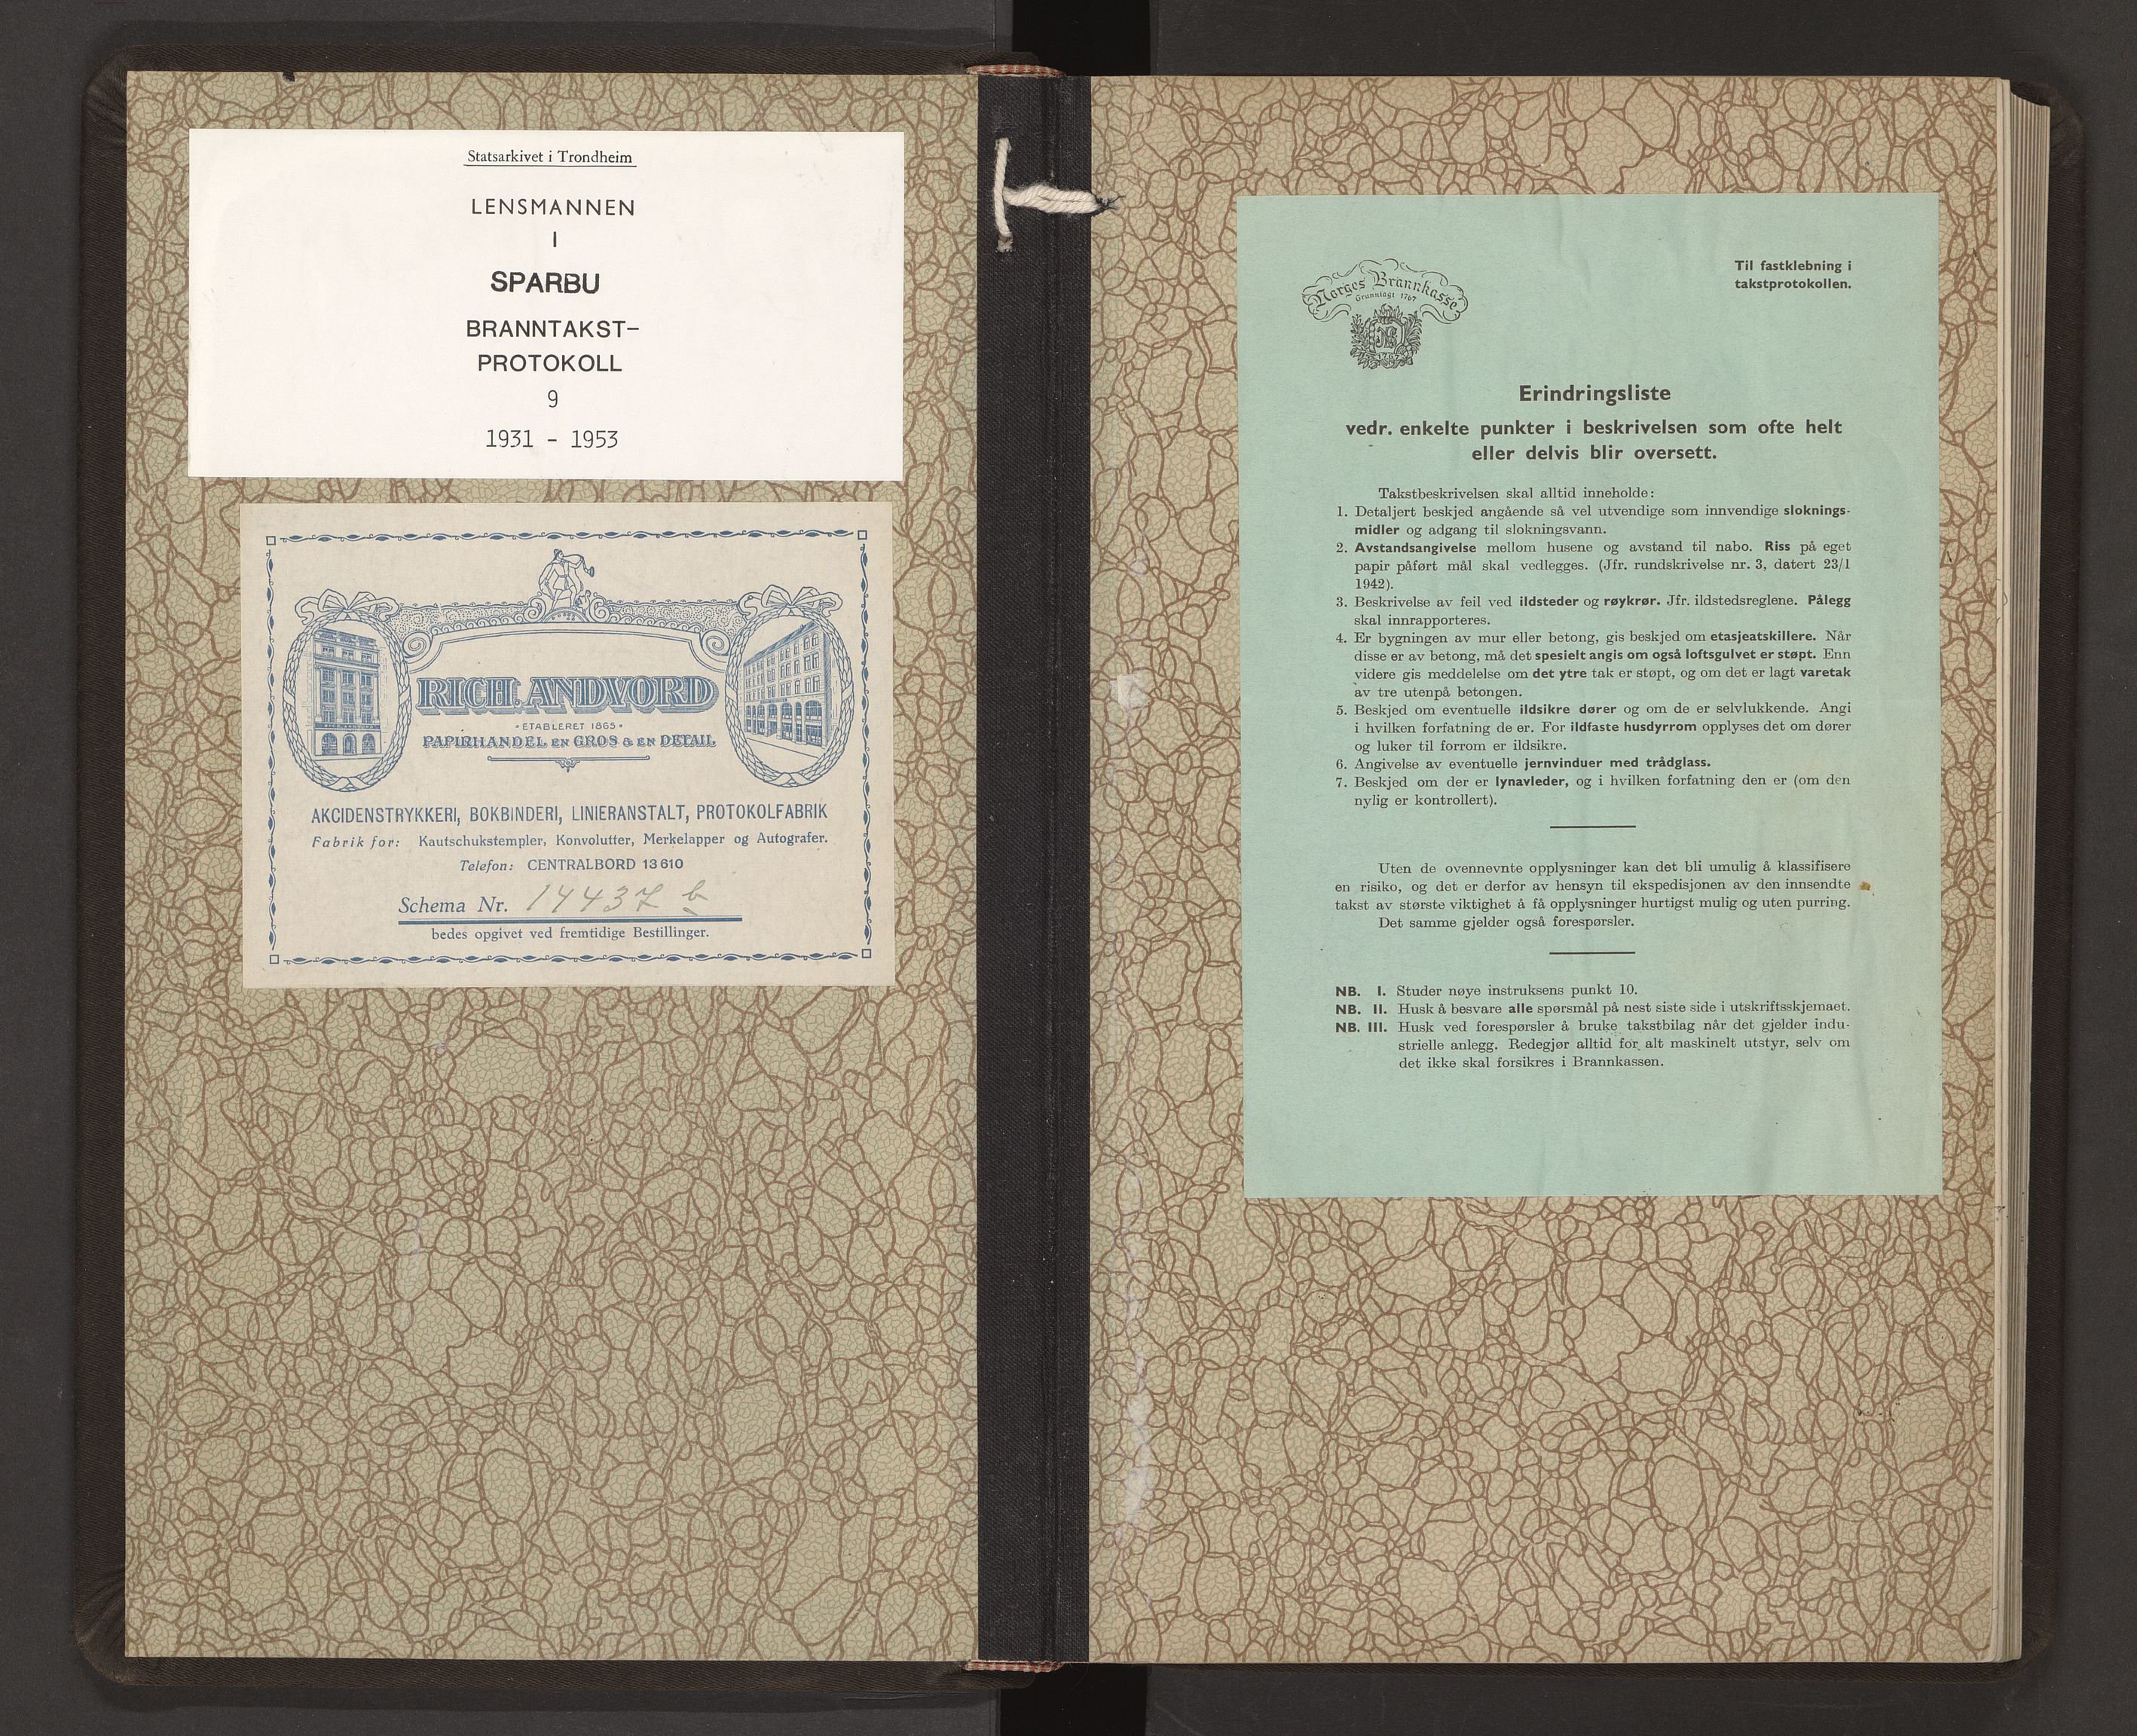 Statsarkivet i Trondheim
LENSMANNEN
I
SPARBU
BRANNTAKST-
PROTOKOLL
9
1931 - 1953
RICH. ANDVORD
• ETABLERET 1865 •
PAPIRHANDEL EN GROS & EN DETAIL
AKCIDENSTRYKKERI, BOKBINDERI, LINIERANSTALT, PROTOKOLFABRIK
Fabrik for: Kautschukstempler, Konvolutter, Merkelapper og Autografer.
Telefon: CENTRALBORD 13610
Schema Nr. 14437 b
bedes opgivet ved fremtidige Bestillinger.
Norges Brannkasse
Grunnlagt 1767
NB
1767
Til fastklebning i
takstprotokollen.
Erindringsliste
vedr. enkelte punkter i beskrivelsen som ofte helt
eller delvis blir oversett.
Takstbeskrivelsen skal alltid inneholde:
1. Detaljert beskjed angående så vel utvendige som innvendige sloknings-
midler og adgang til slokningsvann.
2. Avstandsangivelse mellom husene og avstand til nabo. Riss på eget
papir påført mål skal vedlegges. (Jfr. rundskrivelse nr. 3, datert 23/1
1942).
3. Beskrivelse av feil ved ildsteder og røykrør. Jfr. ildstedsreglene. Pålegg
skal innrapporteres.
4. Er bygningen av mur eller betong, gis beskjed om etasjeatskillere. Når
disse er av betong, må det spesielt angis om også loftsgulvet er støpt. Enn
videre gis meddelelse om det ytre tak er støpt, og om det er lagt varetak
av tre utenpå betongen.
5. Beskjed om eventuelle ildsikre dører og om de er selvlukkende. Angi
i hvilken forfatning de er. For ildfaste husdyrrom opplyses det om dører
og luker til forrom er ildsikre.
6. Angivelse av eventuelle jernvinduer med trådglass.
7. Beskjed om der er lynavleder, og i hvilken forfatning den er (om den
nylig er kontrollert).
Uten de ovennevnte opplysninger kan det bli umulig å klassifisere
en risiko, og det er derfor av hensyn til ekspedisjonen av den innsendte
takst av største viktighet å få opplysninger hurtigst mulig og uten purring.
Det samme gjelder også forespørsler.
NB. I. Studer nøye instruksens punkt 10.
NB. II. Husk å besvare alle spørsmål på nest siste side i utskriftsskjemaet.
NB. III. Husk ved forespørsler å bruke takstbilag når det gjelder indu-
strielle anlegg. Redegjør alltid for alt maskinelt utstyr, selv om
det ikke skal forsikres i Brannkassen.